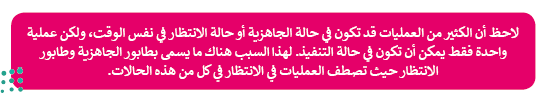 لاحظ أن الكثير من العمليات قد تكون في حالة الجاهزية أو حالة الانتظار في نفس الوقت، ولكن عملية
واحدة فقط يمكن أن تكون في حالة التنفيذ. لهذا السبب هناك ما يسمى بطابور الجاهزية وطابور
الانتظار حيث تصطف العمليات في الانتظار في كل من هذه الحالات.